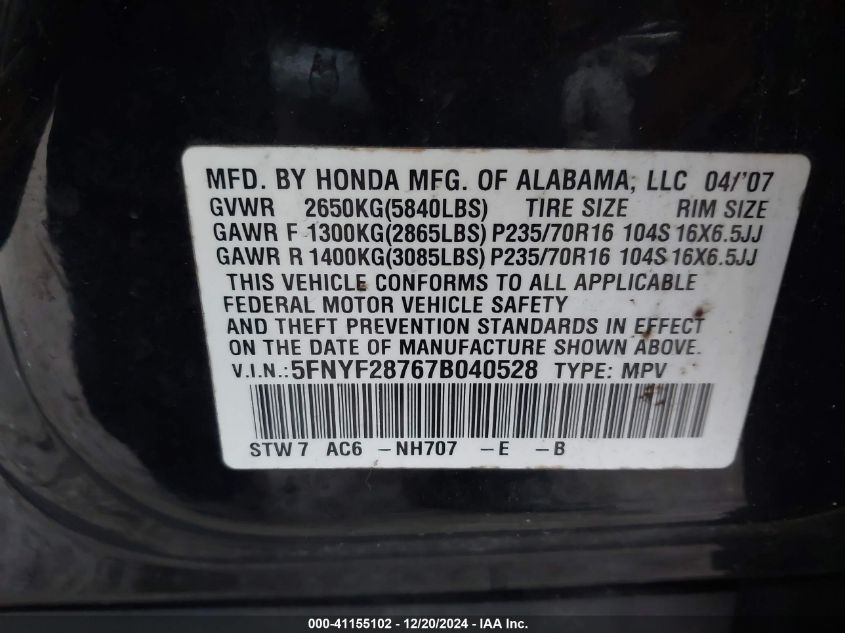 MFD. BY HONDA MFG. OF ALABAMA, LLC 04/'07
GVWR 2650KG(5840LBS) TIRE SIZE RIM SIZE
GAWR F 1300KG(2865LBS) P235/70R16 104S 16X6.5JJ
GAWR R 1400KG(3085LBS) P235/70R16 104S 16X6.5JJ
THIS VEHICLE CONFORMS TO ALL APPLICABLE
FEDERAL MOTOR VEHICLE SAFETY
AND THEFT PREVENTION STANDARDS IN EFFECT
ON THE DATE OF MANUFACTURE SHOWN ABOVE.
V.I.N.: 5FNYF28767B040528 TYPE: MPV
STW7 AC6 -NH707 -E -B
000-41155102 - 12/20/2024 - IAA Inc.